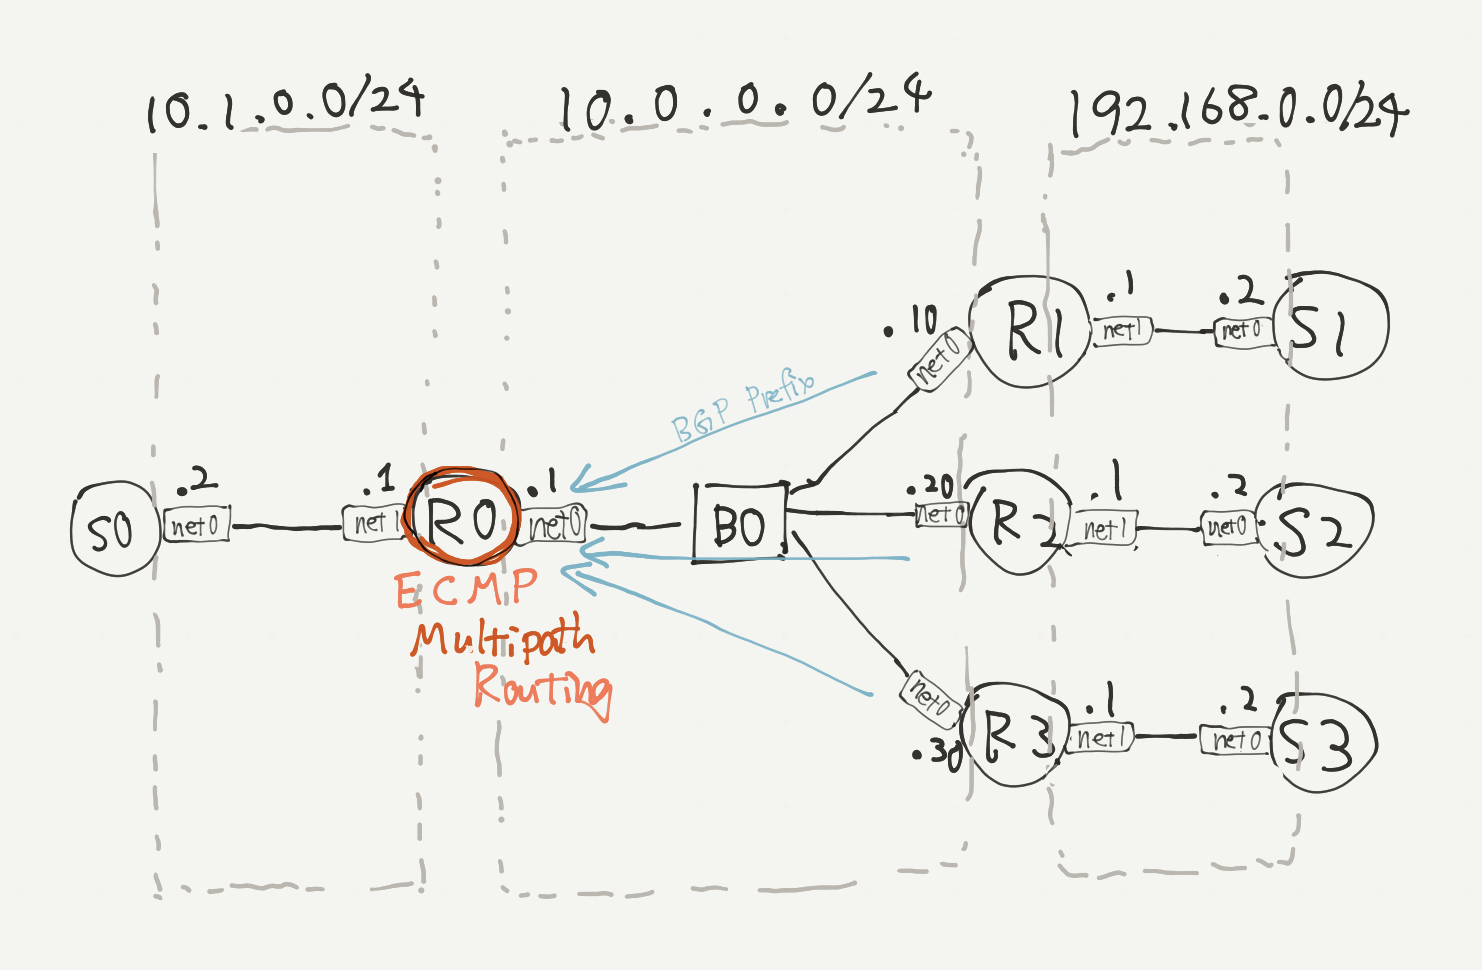 10.1.0.0/24
10.0.0.0/24
192.168.0.0/24
.10
net0
R1
.1
net1
.2
net0
S1
BGP Prefix
S0
.2
net0
.1
net1
R0
.1
net0
B0
.20
net0
R2
.1
net1
.2
net0
S2
ECMP
Multipath
Routing
net0
.30
R3
.1
net1
.2
net0
S3